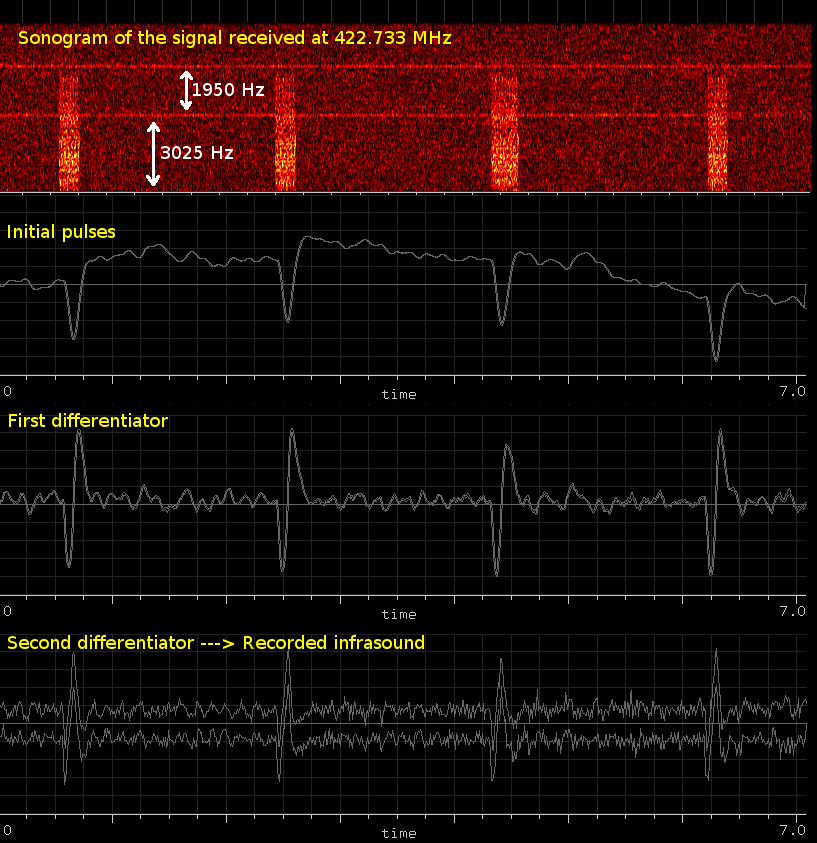 Sonogram of the signal received at 422.733 MHz
1950 Hz
3025 Hz
Initial pulses
0
time
7.0
First differentiator
0
time
7.0
Second differentiator ---> Recorded infrasound
0
time
7.0